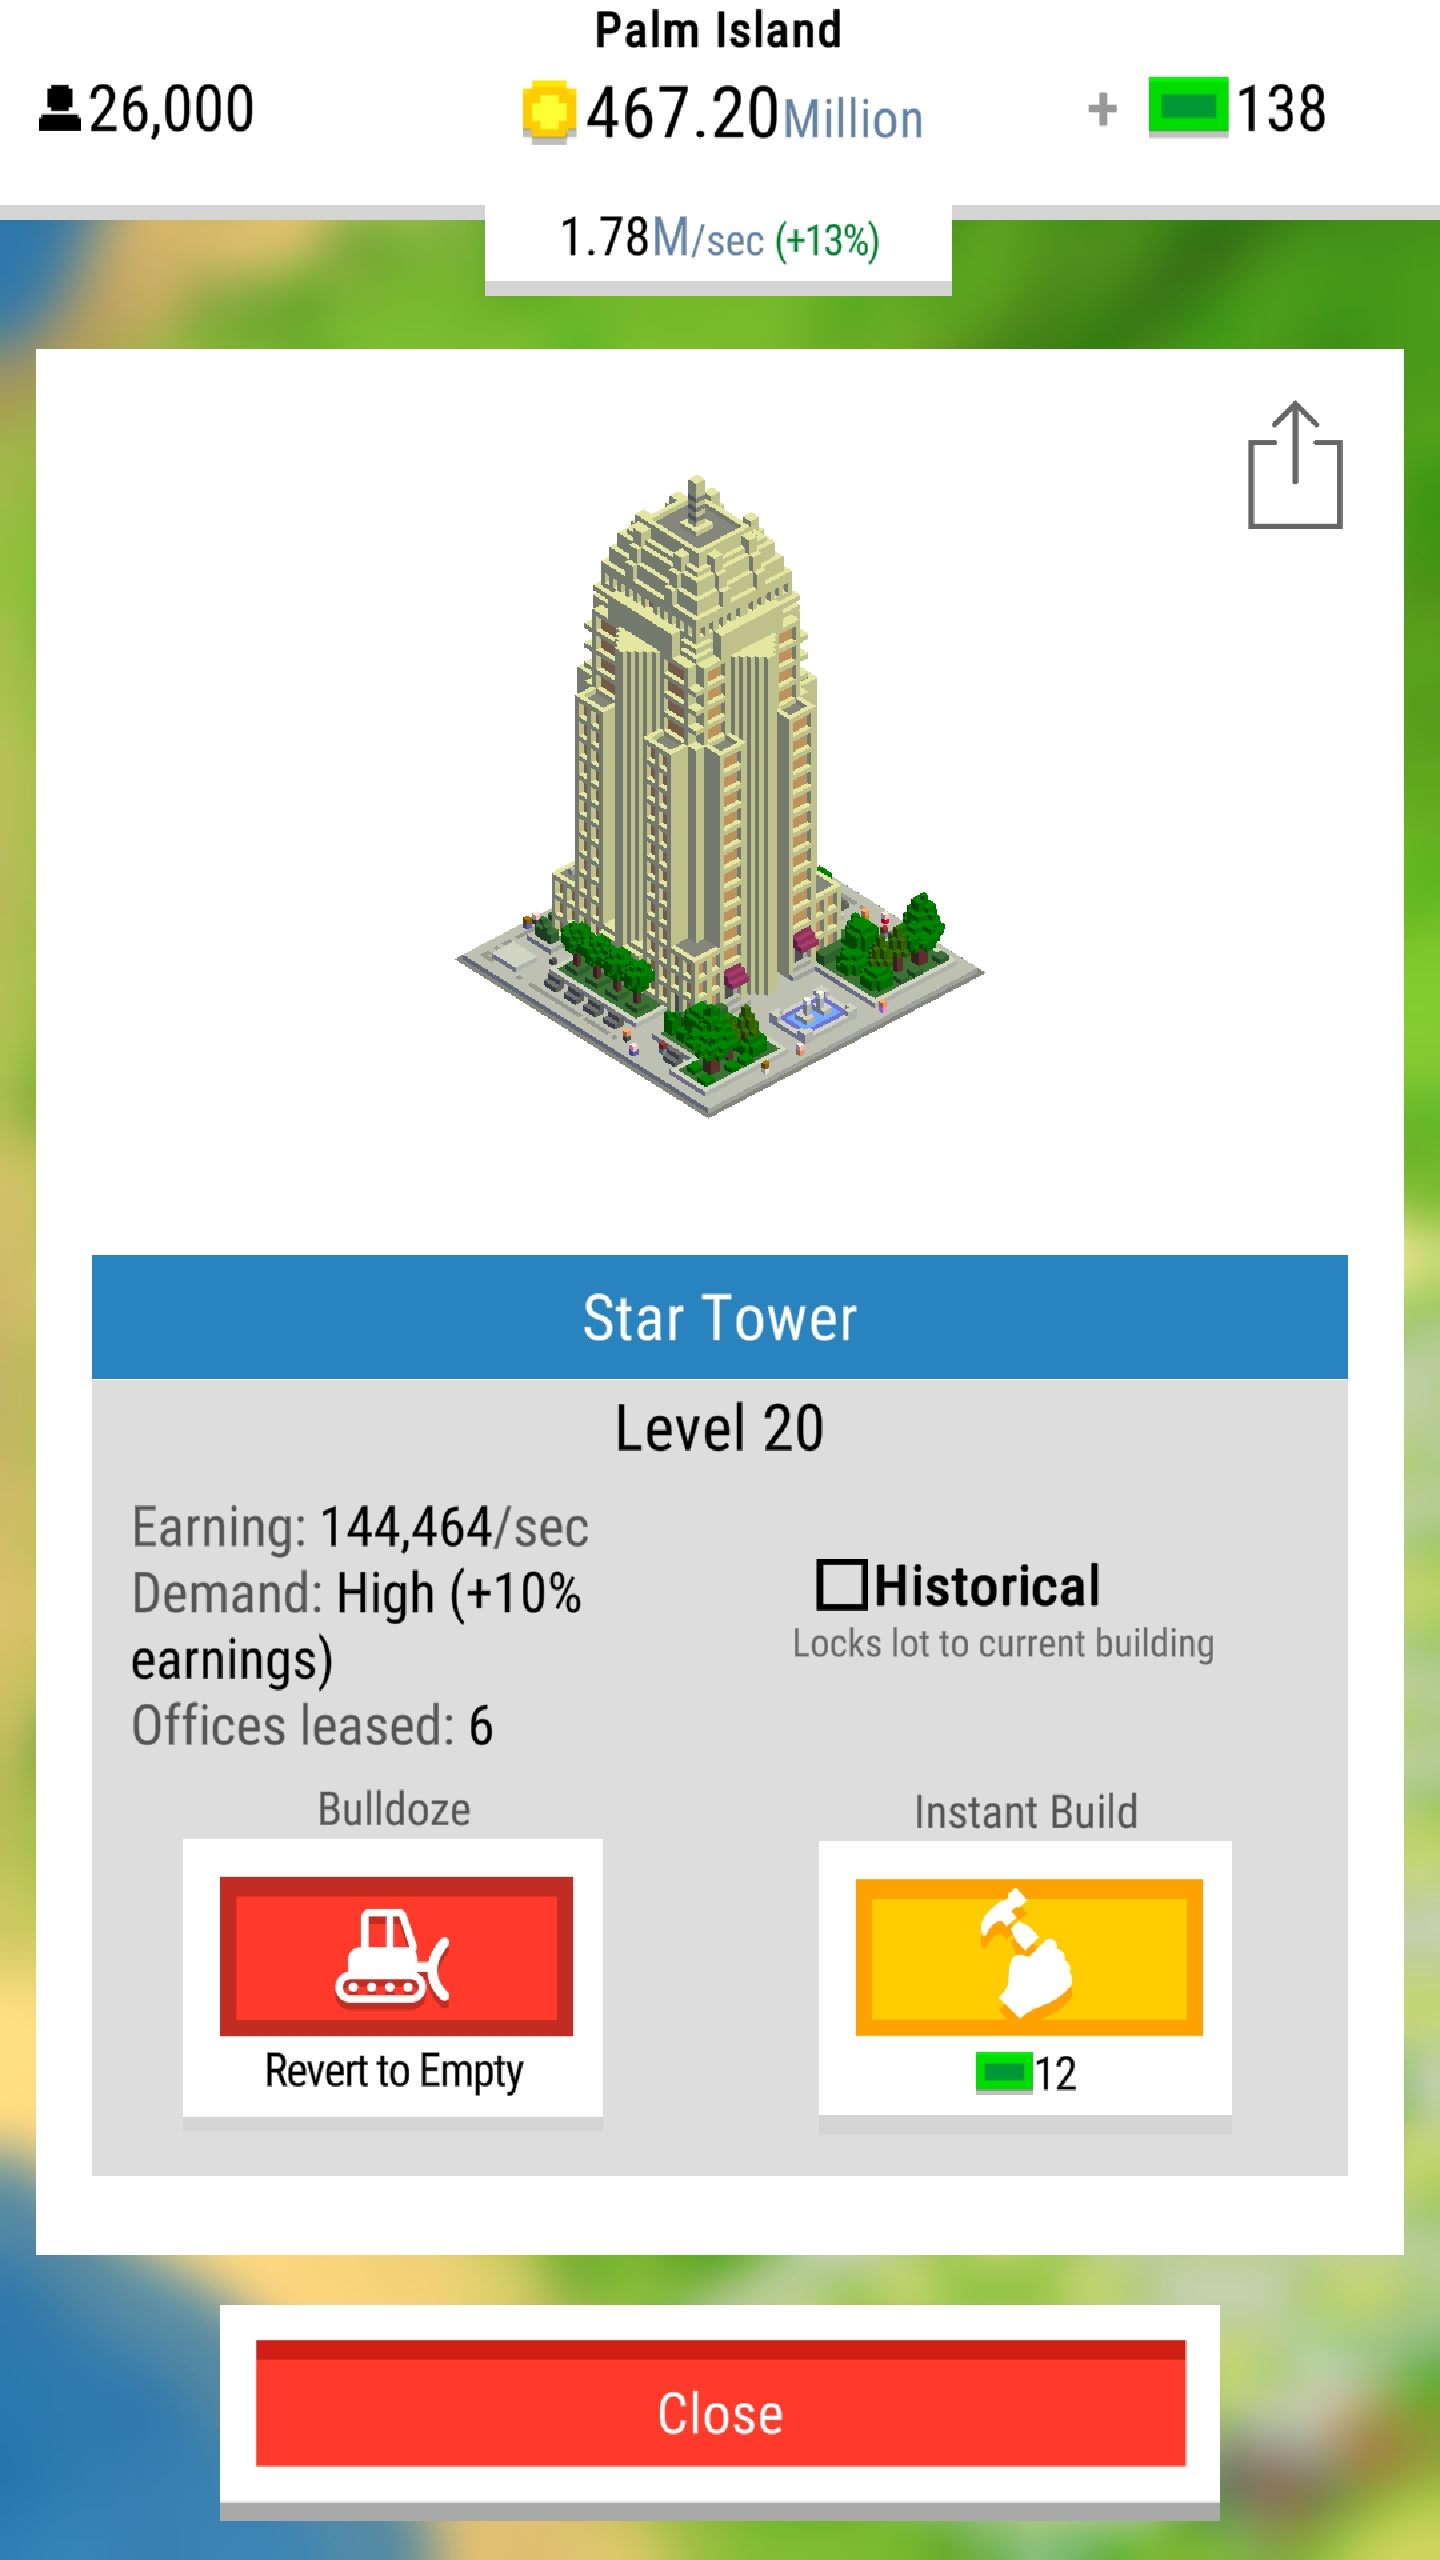 Palm Island
26,000
467.20Million
+ 138
1.78M/sec (+13%)
Star Tower
Level 20
Earning: 144,464/sec
Demand: High (+10%
earnings)
Offices leased: 6
Historical
Locks lot to current building
Bulldoze
Revert to Empty
Instant Build
12
Close